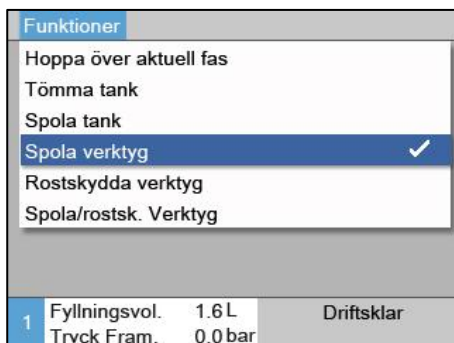 Funktioner
Hoppa över aktuell fas
Tömma tank
Spola tank
Spola verktyg
Rostskydda verktyg
Spola/rostsk. Verktyg
1 Fyllningsvol. 1.6 L Driftsklar
Tryck Fram. 0.0 bar